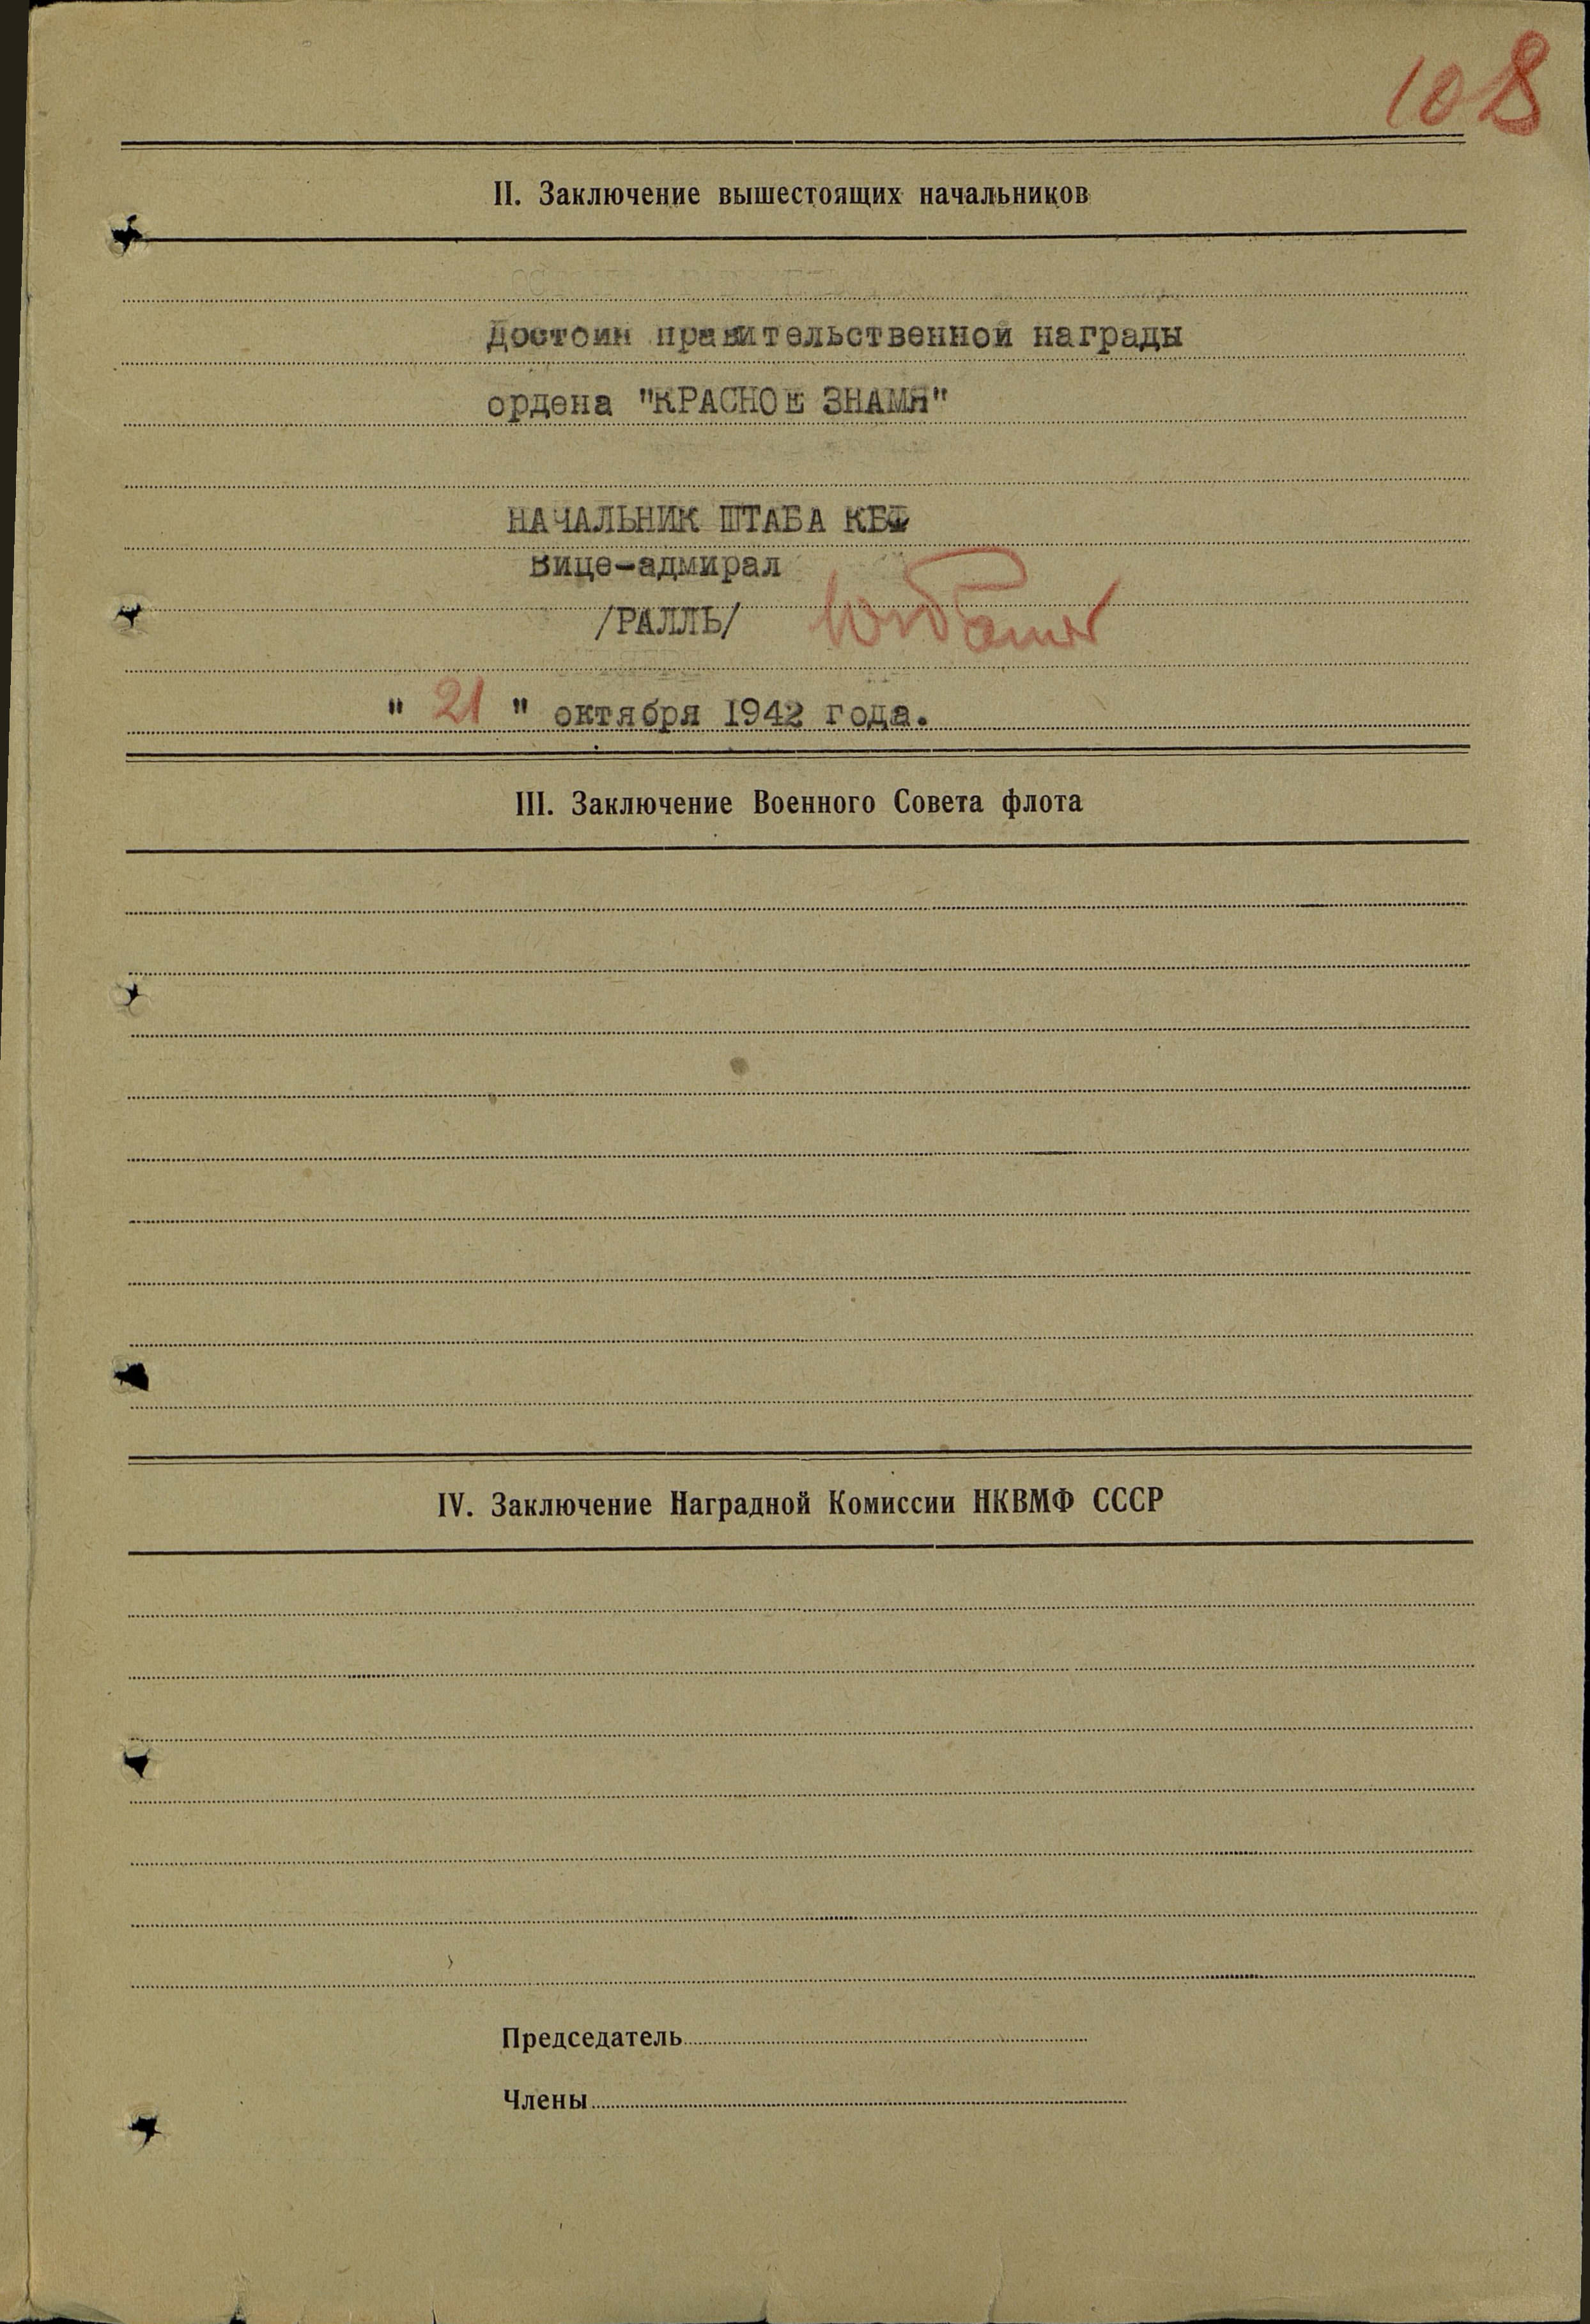 108
II. Заключение вышестоящих начальников
Достоин правительственной награды
ордена "КРАСНОЕ ЗНАМЯ"
НАЧАЛЬНИК ШТАБА КБФ
Вице-адмирал
/РАЛЛЬ/
" 21 " октября 1942 года.
III. Заключение Военного Совета флота
IV. Заключение Наградной Комиссии НКВМФ СССР
Председатель
Члены